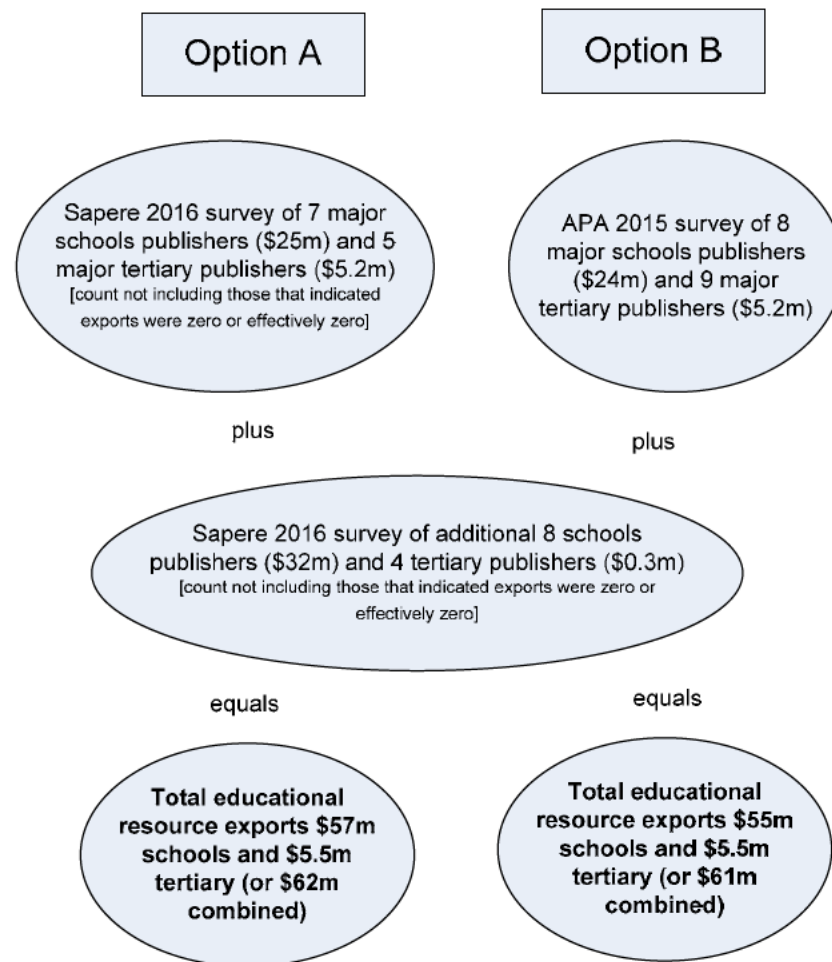 Option A
Option B
Sapere 2016 survey of 7 major
schools publishers ($25m) and 5
major tertiary publishers ($5.2m)
[count not including those that indicated
exports were zero or effectively zero]
APA 2015 survey of 8
major schools publishers
($24m) and 9 major
tertiary publishers ($5.2m)
plus
plus
Sapere 2016 survey of additional 8 schools
publishers ($32m) and 4 tertiary publishers ($0.3m)
[count not including those that indicated exports were zero or
effectively zero]
equals
equals
Total educational
resource exports $57m
schools and $5.5m
tertiary (or $62m
combined)
Total educational
resource exports $55m
schools and $5.5m
tertiary (or $61m
combined)